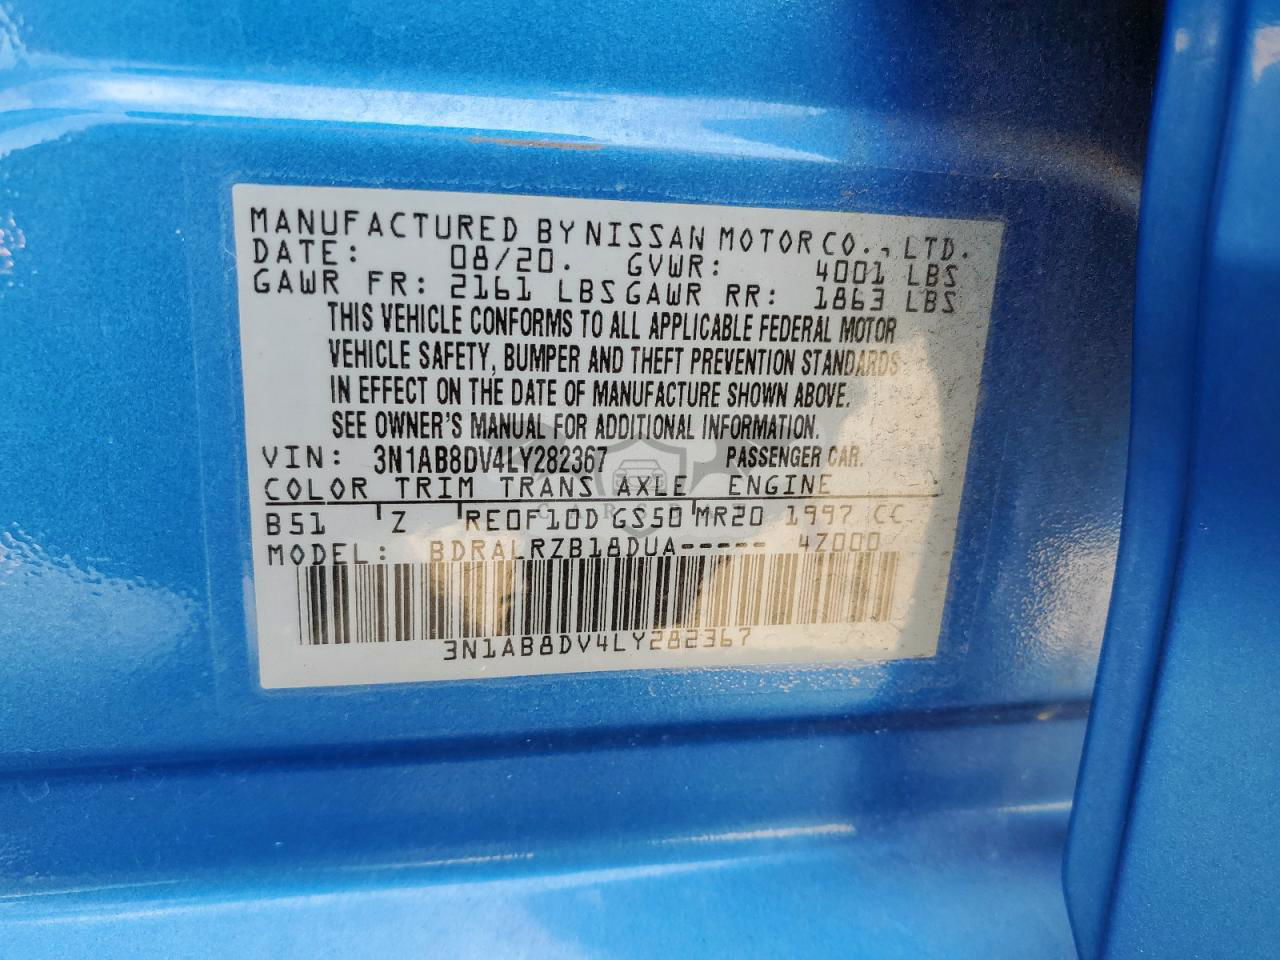 MANUFACTURED BY NISSAN MOTOR CO., LTD.
DATE: 08/20. GVWR: 4001 LBS
GAWR FR: 2161 LBS GAWR RR: 1863 LBS
THIS VEHICLE CONFORMS TO ALL APPLICABLE FEDERAL MOTOR
VEHICLE SAFETY, BUMPER AND THEFT PREVENTION STANDARDS
IN EFFECT ON THE DATE OF MANUFACTURE SHOWN ABOVE.
SEE OWNER'S MANUAL FOR ADDITIONAL INFORMATION.
VIN: 3N1AB8DV4LY282367 PASSENGER CAR.
COLOR TRIM TRANS AXLE ENGINE
B51 Z RE0F10D GS50 MR20 1997 CC
MODEL: BDRALRZB18DUA----- 4Z000
3N1AB8DV4LY282367